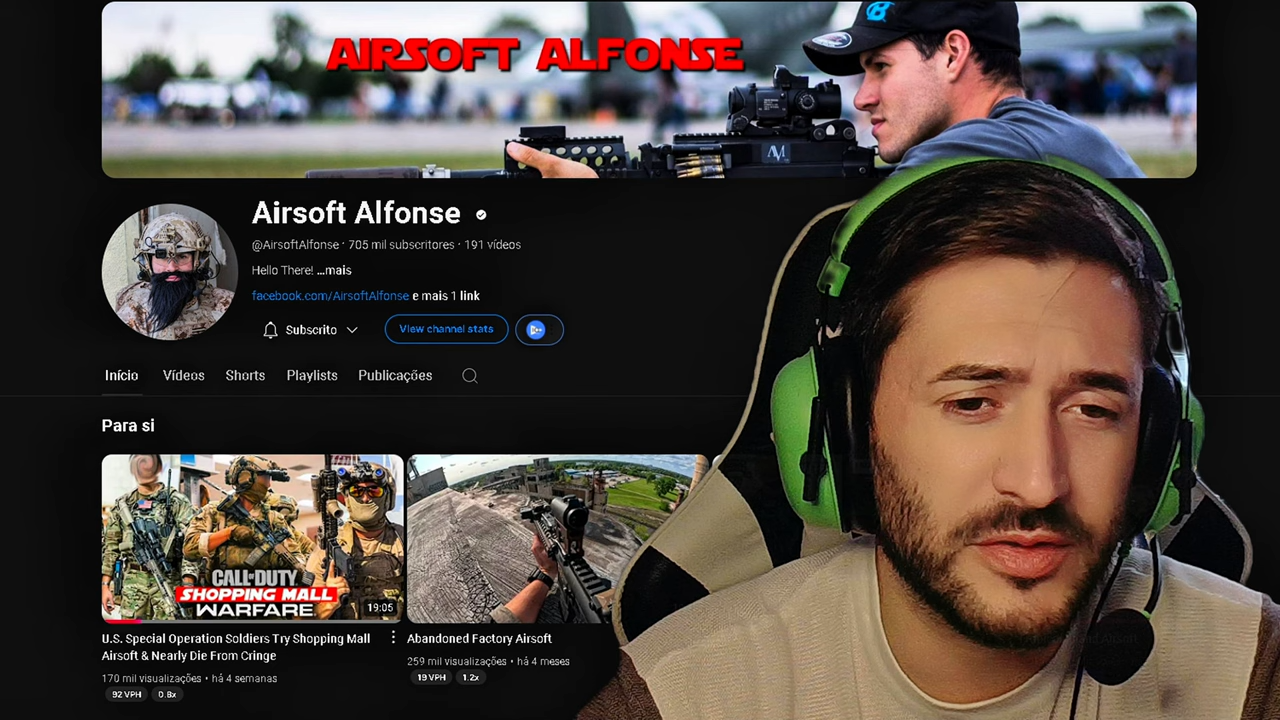 AIRSOFT ALFONSE
Airsoft Alfonse
@AirsoftAlfonse · 705 mil subscritores · 191 vídeos
Hello There! ...mais
facebook.com/AirsoftAlfonse e mais 1 link
Subscrito
View channel stats
Início Vídeos Shorts Playlists Publicações
Para si
CALL·DUTY
SHOPPING MALL
WARFARE
19:05
U.S. Special Operation Soldiers Try Shopping Mall
Airsoft & Nearly Die From Cringe
170 mil visualizações • há 4 semanas
92 VPH 0.8x
Abandoned Factory Airsoft
259 mil visualizações • há 4 meses
19 VPH 1.2x